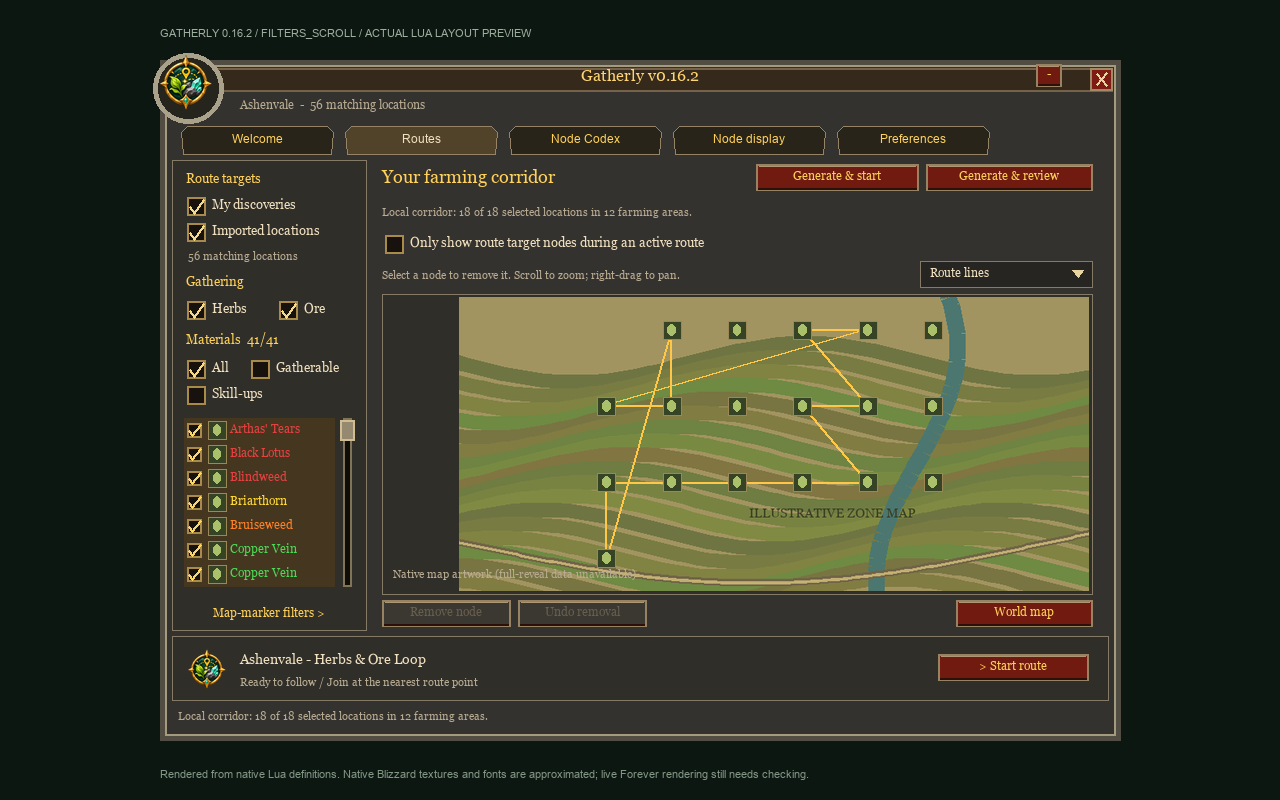 GATHERLY 0.16.2 / FILTERS_SCROLL / ACTUAL LUA LAYOUT PREVIEW
Gatherly v0.16.2
-
X
Ashenvale - 56 matching locations
Welcome
Routes
Node Codex
Node display
Preferences
Route targets
My discoveries
Imported locations
56 matching locations
Gathering
Herbs
Ore
Materials 41/41
All
Gatherable
Skill-ups
Arthas' Tears
Black Lotus
Blindweed
Briarthorn
Bruiseweed
Copper Vein
Copper Vein
Map-marker filters >
Your farming corridor
Generate & start
Generate & review
Local corridor: 18 of 18 selected locations in 12 farming areas.
Only show route target nodes during an active route
Select a node to remove it. Scroll to zoom; right-drag to pan.
Route lines
ILLUSTRATIVE ZONE MAP
Native map artwork (full-reveal data unavailable)
Remove node
Undo removal
World map
Ashenvale - Herbs & Ore Loop
Ready to follow / Join at the nearest route point
> Start route
Local corridor: 18 of 18 selected locations in 12 farming areas.
Rendered from native Lua definitions. Native Blizzard textures and fonts are approximated; live Forever rendering still needs checking.